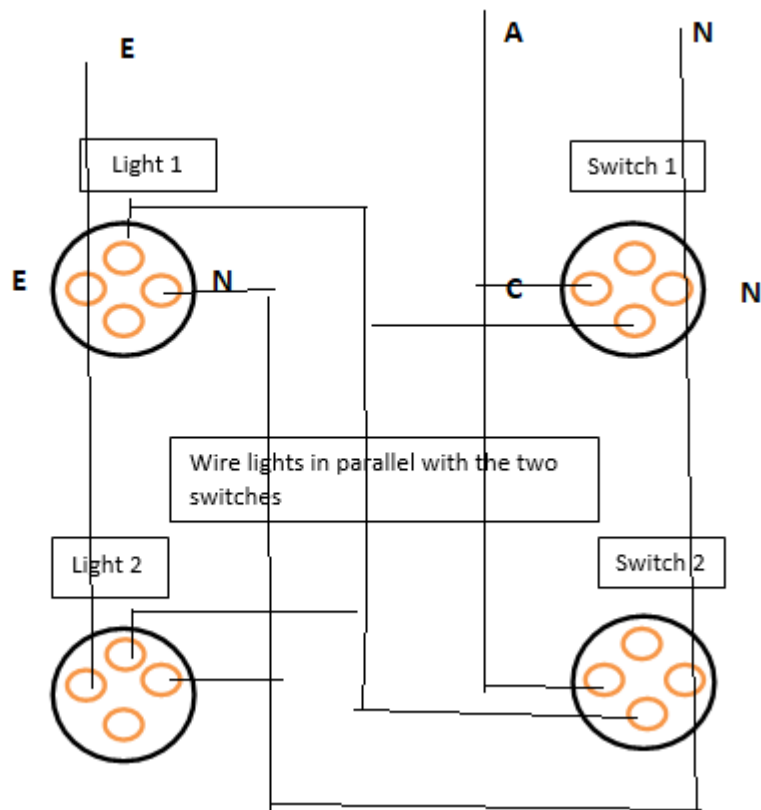 E
A
N
Light 1
Switch 1
E
N
C
N
Wire lights in parallel with the two
switches
Light 2
Switch 2